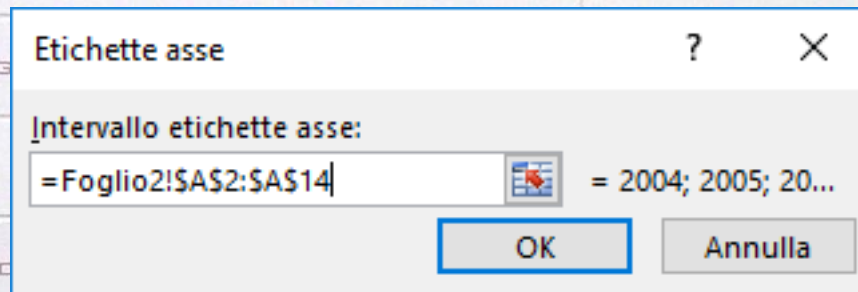 Etichette asse ?
Intervallo etichette asse:
=Foglio2!$A$2:$A$14 = 2004; 2005; 20...
OK Annulla